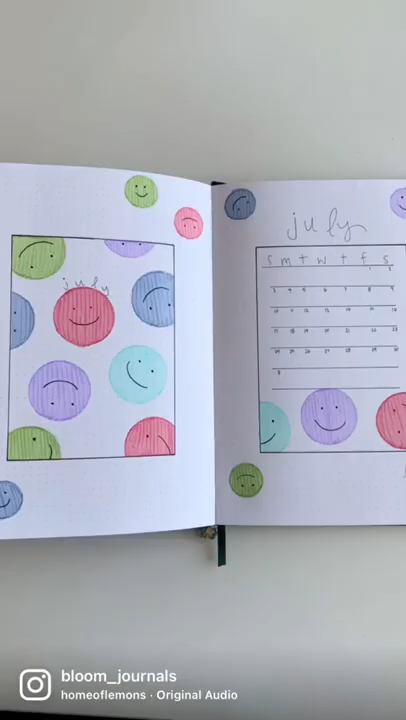 july
july
s m t w t f s
1 2
3 4 5 6 7 8 9
10 11 12 13 14 15 16
17 18 19 20 21 22 23
24 25 26 27 28 29 30
bloom_journals
homeoflemons · Original Audio